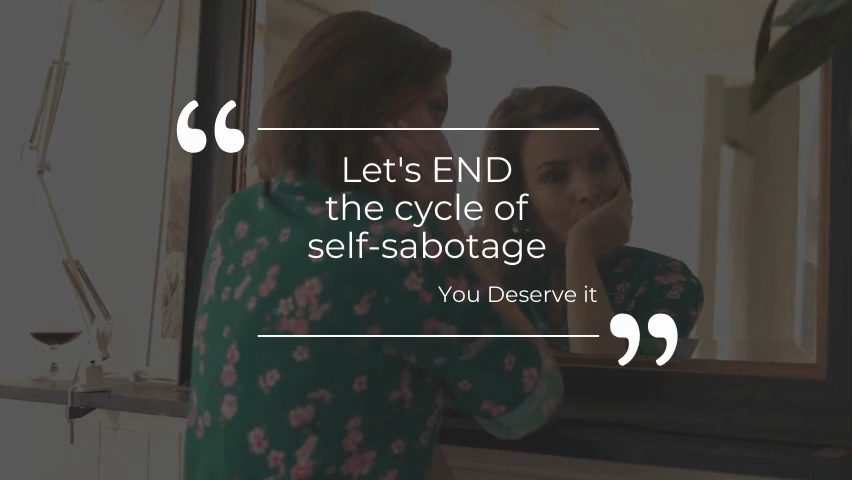 Let's END
the cycle of
self-sabotage
You Deserve it